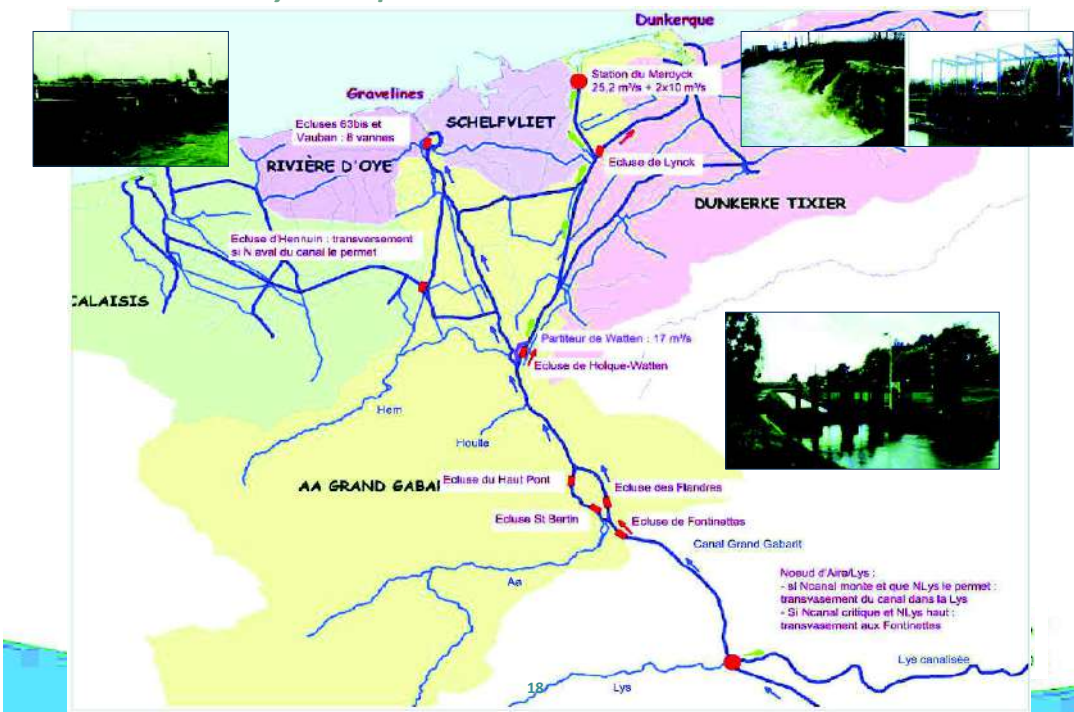 Dunkerque
Station du Mardyck
25,2 m³/s + 2x10 m³/s
Gravelines
Ecluses 63bis et
Vauban : 8 vannes
SCHELFVLIET
Ecluse de Lynck
RIVIÈRE D'OYE
DUNKERKE TIXIER
Ecluse d'Hennuin : transversement
si N aval du canal le permet
CALAISIS
Partiteur de Watten : 17 m³/s
Ecluse de Holque-Watten
Hem
Houlle
AA GRAND GABA
Ecluse du Haut Pont
Ecluse des Flandres
Ecluse St Bertin
Ecluse de Fontinettes
Canal Grand Gabarit
Aa
Noeud d'Aire/Lys :
- si Ncanal monte et que NLys le permet :
transvasement du canal dans la Lys
- Si Ncanal critique et NLys haut :
transvasement aux Fontinettes
Lys canalisée
Lys
18